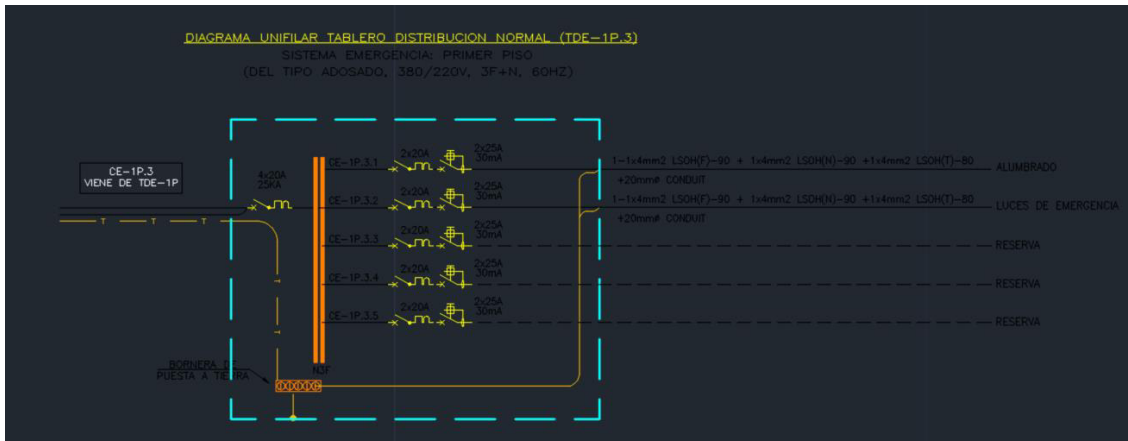 DIAGRAMA UNIFILAR TABLERO DISTRIBUCION NORMAL (TDE-1P.3)
SISTEMA EMERGENCIA: PRIMER PISO
(DEL TIPO ADOSADO, 380/220V, 3F+N, 60HZ)
CE-1P.3
VIENE DE TDE-1P
4x20A
25KA
CE-1P.3.1
2x20A
2x25A
30mA
1-1x4mm2 LSOH(F)-90 + 1x4mm2 LSOH(N)-90 +1x4mm2 LSOH(T)-80
+20mmø CONDUIT
ALUMBRADO
CE-1P.3.2
2x20A
2x25A
30mA
1-1x4mm2 LSOH(F)-90 + 1x4mm2 LSOH(N)-90 +1x4mm2 LSOH(T)-80
+20mmø CONDUIT
LUCES DE EMERGENCIA
CE-1P.3.3
2x20A
2x25A
30mA
RESERVA
CE-1P.3.4
2x20A
2x25A
30mA
RESERVA
CE-1P.3.5
2x20A
2x25A
30mA
RESERVA
T T T
T
T
N3F
BORNERA DE
PUESTA A TIERRA